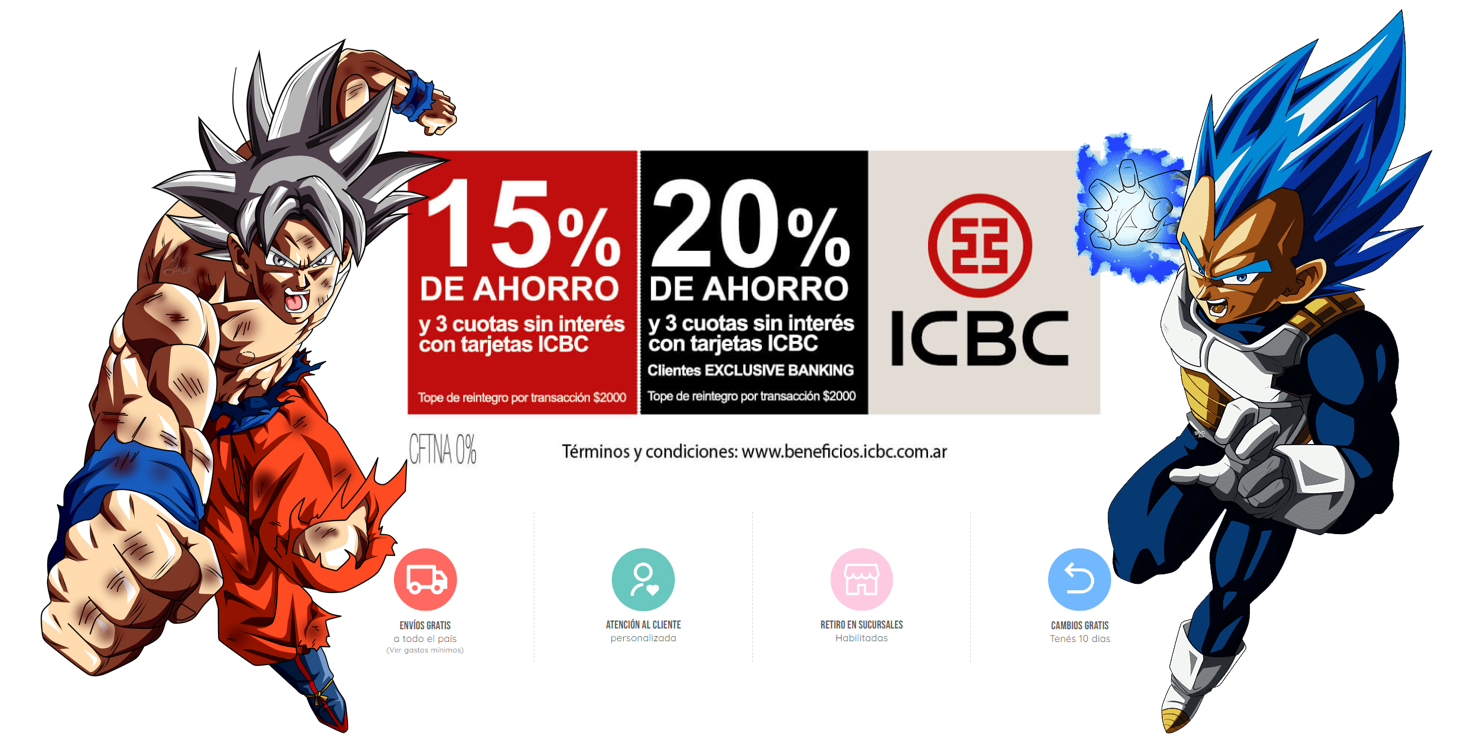 15%
DE AHORRO
y 3 cuotas sin interés
con tarjetas ICBC
Tope de reintegro por transacción $2000
20%
DE AHORRO
y 3 cuotas sin interés
con tarjetas ICBC
Clientes EXCLUSIVE BANKING
Tope de reintegro por transacción $2000
ICBC
CFTNA 0%
Términos y condiciones: www.beneficios.icbc.com.ar
ENVÍOS GRATIS
a todo el país
(Ver gastos mínimos)
ATENCIÓN AL CLIENTE
personalizada
RETIRO EN SUCURSALES
Habilitadas
CAMBIOS GRATIS
Tenés 10 días